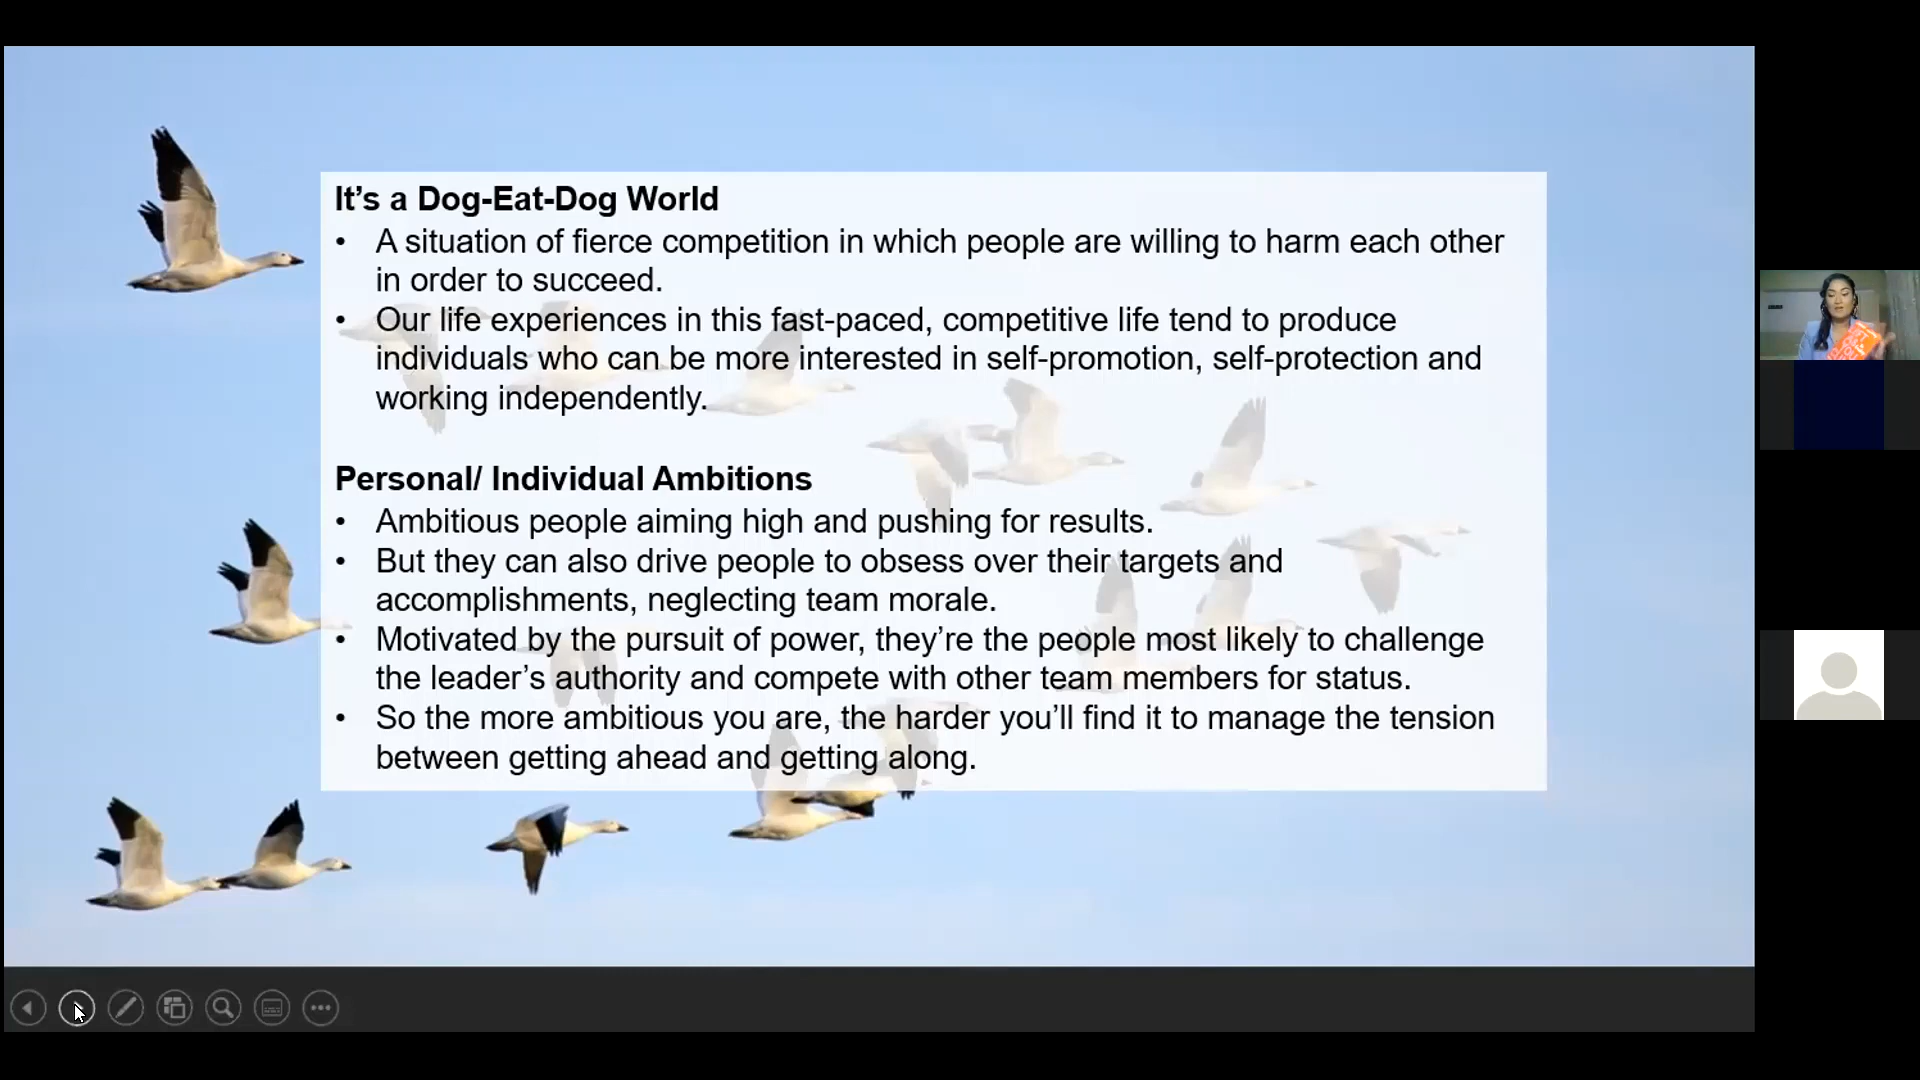 It’s a Dog-Eat-Dog World
• A situation of fierce competition in which people are willing to harm each other
in order to succeed.
• Our life experiences in this fast-paced, competitive life tend to produce
individuals who can be more interested in self-promotion, self-protection and
working independently.
Personal/ Individual Ambitions
• Ambitious people aiming high and pushing for results.
• But they can also drive people to obsess over their targets and
accomplishments, neglecting team morale.
• Motivated by the pursuit of power, they’re the people most likely to challenge
the leader’s authority and compete with other team members for status.
• So the more ambitious you are, the harder you’ll find it to manage the tension
between getting ahead and getting along.